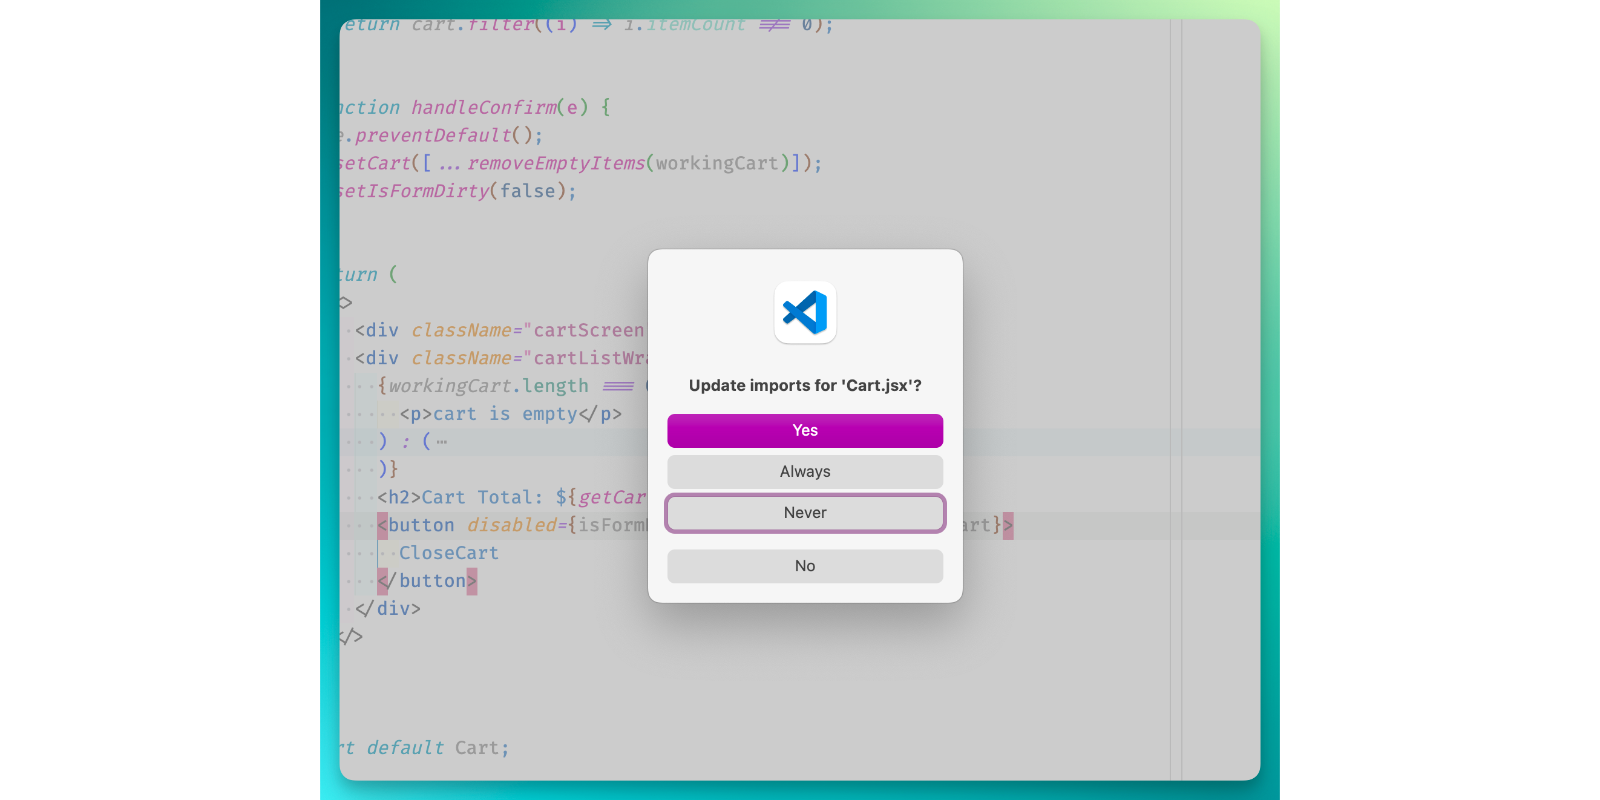 eturn cart.filter((i) => i.itemCount !== 0);
nction handleConfirm(e) {
e.preventDefault();
setCart([...removeEmptyItems(workingCart)]);
setIsFormDirty(false);
turn (
<>
<div className="cartScreen
<div className="cartListWra
{workingCart.length ===
<p>cart is empty</p>
) : (…
)}
<h2>Cart Total: ${getCar
<button disabled={isForm art}>
CloseCart
</button>
</div>
</>
rt default Cart;
Update imports for 'Cart.jsx'?
Yes
Always
Never
No